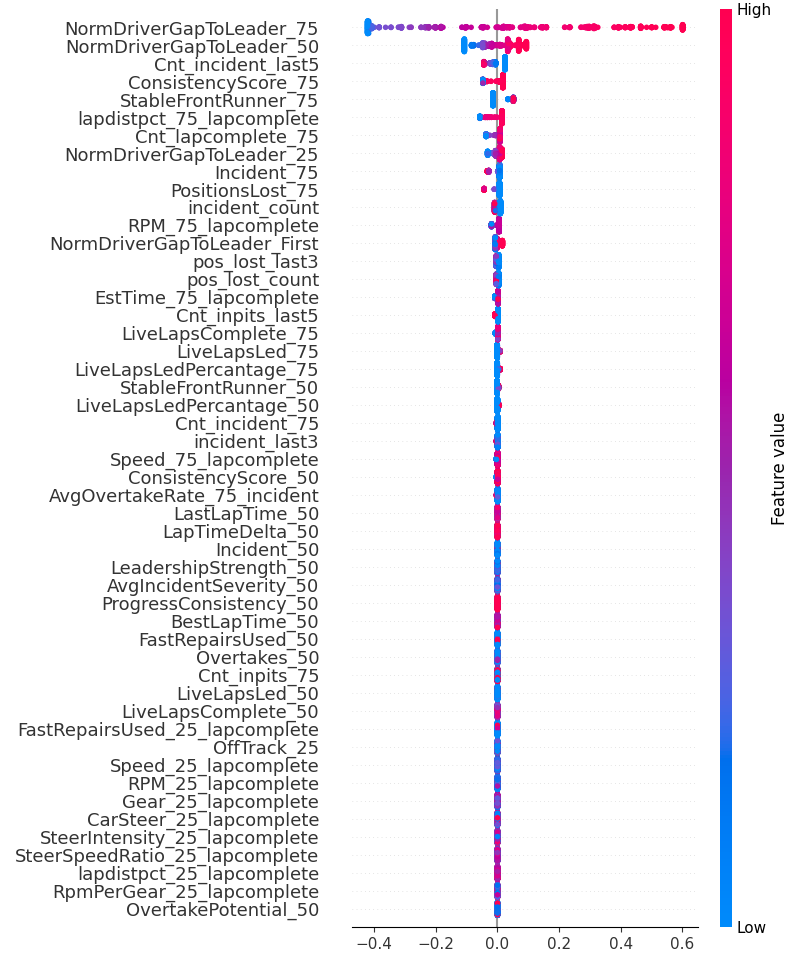 High
NormDriverGapToLeader_75
NormDriverGapToLeader_50
Cnt_incident_last5
ConsistencyScore_75
StableFrontRunner_75
lapdistpct_75_lapcomplete
Cnt_lapcomplete_75
NormDriverGapToLeader_25
Incident_75
PositionsLost_75
incident_count
RPM_75_lapcomplete
NormDriverGapToLeader_First
pos_lost_last3
pos_lost_count
EstTime_75_lapcomplete
Cnt_inpits_last5
LiveLapsComplete_75
LiveLapsLed_75
LiveLapsLedPercantage_75
StableFrontRunner_50
LiveLapsLedPercantage_50
Cnt_incident_75
incident_last3
Speed_75_lapcomplete
ConsistencyScore_50
AvgOvertakeRate_75_incident
LastLapTime_50
LapTimeDelta_50
Incident_50
LeadershipStrength_50
AvgIncidentSeverity_50
ProgressConsistency_50
BestLapTime_50
FastRepairsUsed_50
Overtakes_50
Cnt_inpits_75
LiveLapsLed_50
LiveLapsComplete_50
FastRepairsUsed_25_lapcomplete
OffTrack_25
Speed_25_lapcomplete
RPM_25_lapcomplete
Gear_25_lapcomplete
CarSteer_25_lapcomplete
SteerIntensity_25_lapcomplete
SteerSpeedRatio_25_lapcomplete
lapdistpct_25_lapcomplete
RpmPerGear_25_lapcomplete
OvertakePotential_50
−0.4 −0.2 0.0 0.2 0.4 0.6
Feature value
Low